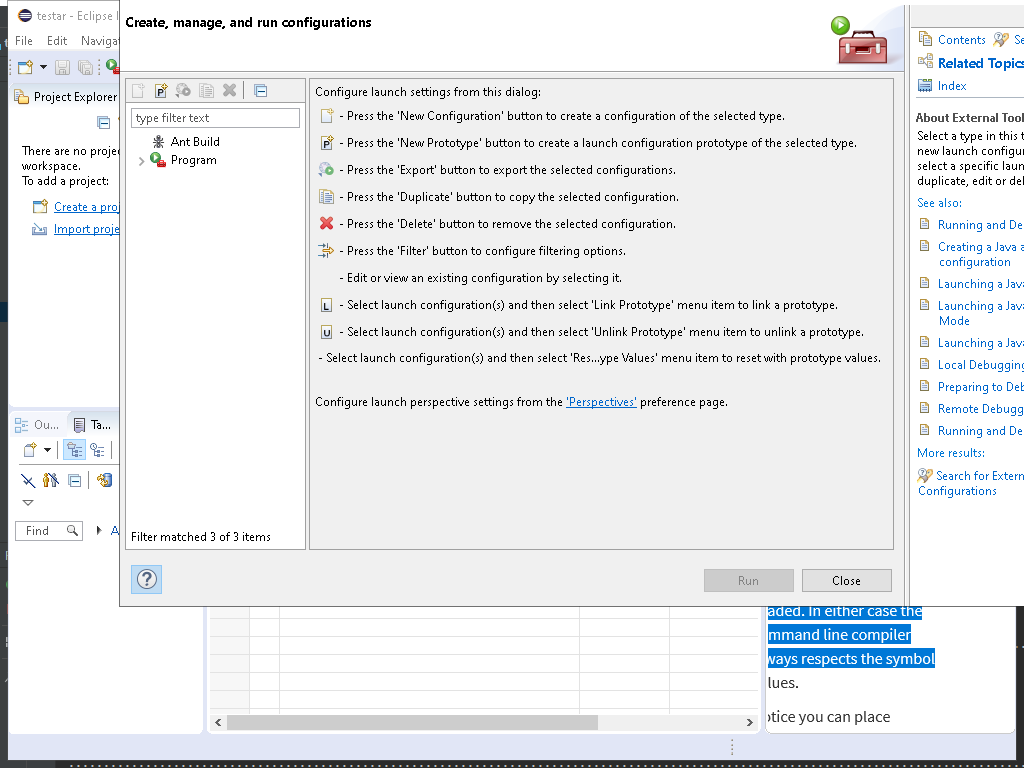 testar - Eclipse I
File Edit Naviga
Project Explorer
There are no proje
workspace.
To add a project:
Create a proj
Import proje
Ou...
Ta...
Find
A
Create, manage, and run configurations
type filter text
Ant Build
Program
Filter matched 3 of 3 items
Configure launch settings from this dialog:
- Press the 'New Configuration' button to create a configuration of the selected type.
- Press the 'New Prototype' button to create a launch configuration prototype of the selected type.
- Press the 'Export' button to export the selected configurations.
- Press the 'Duplicate' button to copy the selected configuration.
- Press the 'Delete' button to remove the selected configuration.
- Press the 'Filter' button to configure filtering options.
- Edit or view an existing configuration by selecting it.
L - Select launch configuration(s) and then select 'Link Prototype' menu item to link a prototype.
U - Select launch configuration(s) and then select 'Unlink Prototype' menu item to unlink a prototype.
- Select launch configuration(s) and then select 'Res...ype Values' menu item to reset with prototype values.
Configure launch perspective settings from the 'Perspectives' preference page.
Run
Close
Contents Se
Related Topics
Index
About External Tool
Select a type in this t
new launch configur
select a specific laun
duplicate, edit or del
See also:
Running and De
Creating a Java a
configuration
Launching a Java
Launching a Java
Mode
Launching a Java
Local Debugging
Preparing to Deb
Remote Debugg
Running and De
More results:
Search for Extern
Configurations
aded. In either case the
mmand line compiler
ways respects the symbol
lues.
otice you can place